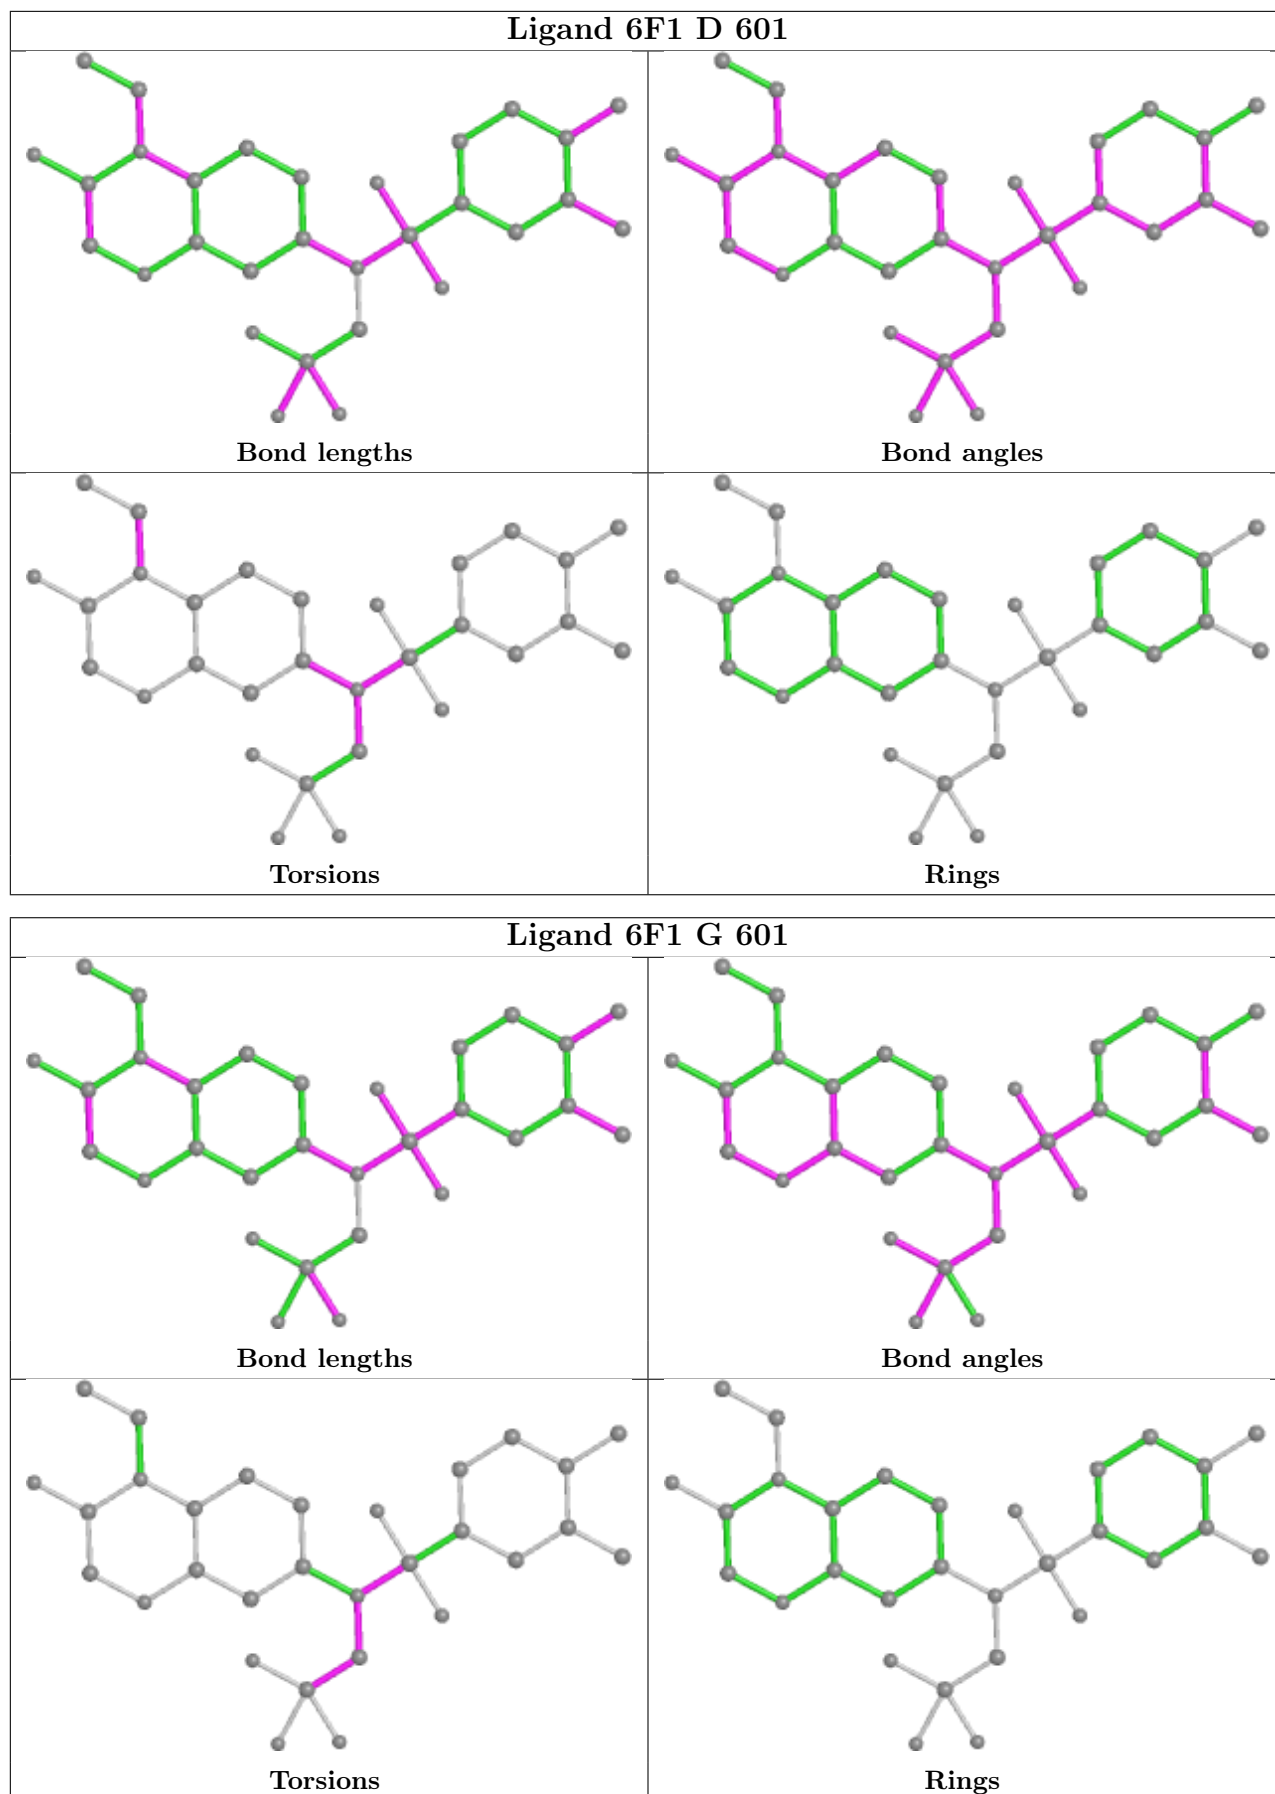 Ligand 6F1 D 601
Bond lengths
Bond angles
Torsions
Rings
Ligand 6F1 G 601
Bond lengths
Bond angles
Torsions
Rings